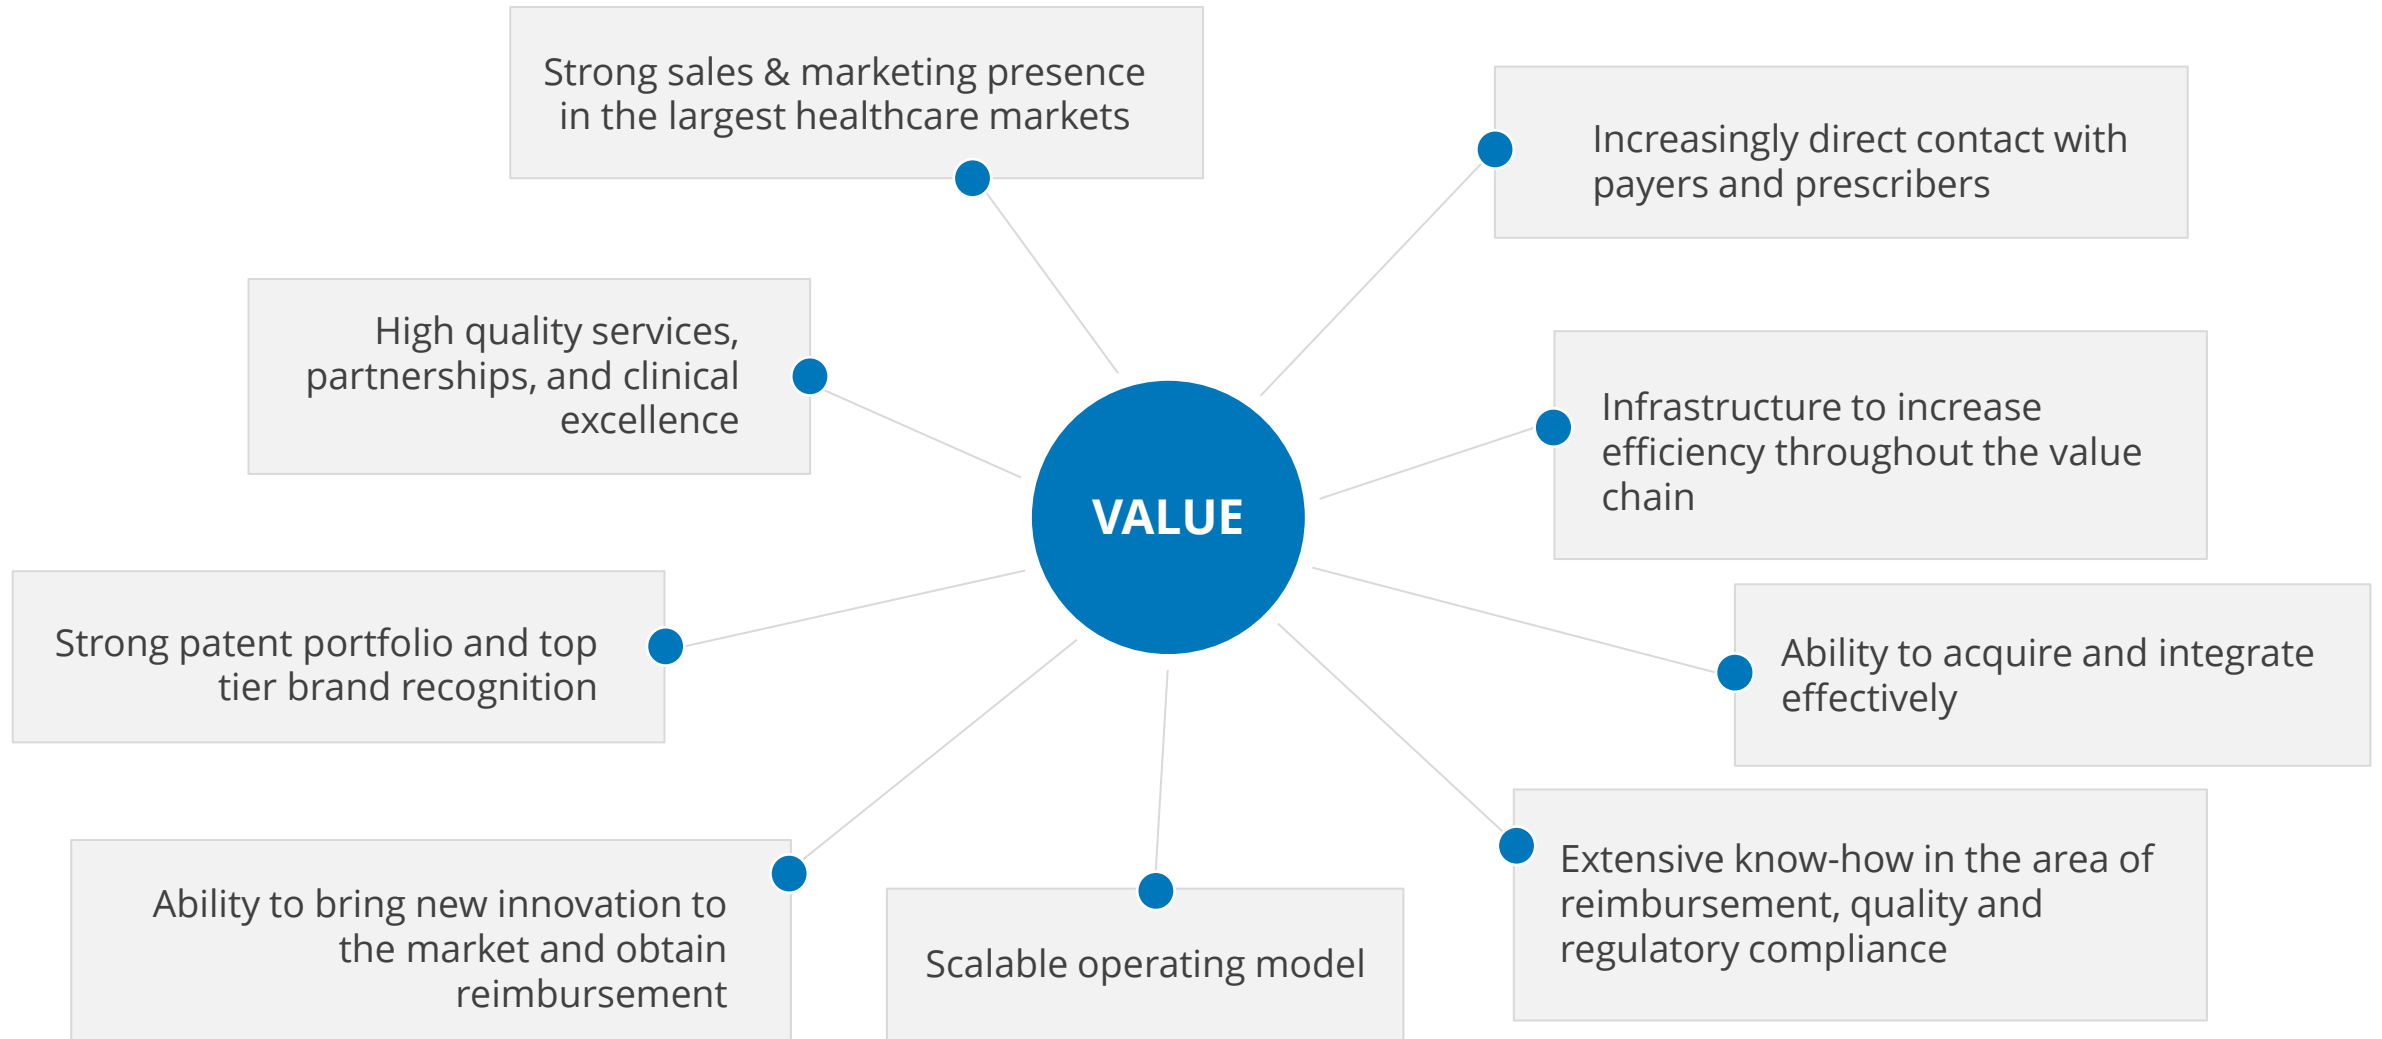 Strong sales & marketing presence
in the largest healthcare markets
Increasingly direct contact with
payers and prescribers
High quality services,
partnerships, and clinical
excellence
Infrastructure to increase
efficiency throughout the value
chain
VALUE
Strong patent portfolio and top
tier brand recognition
Ability to acquire and integrate
effectively
Ability to bring new innovation to
the market and obtain
reimbursement
Scalable operating model
Extensive know-how in the area of
reimbursement, quality and
regulatory compliance